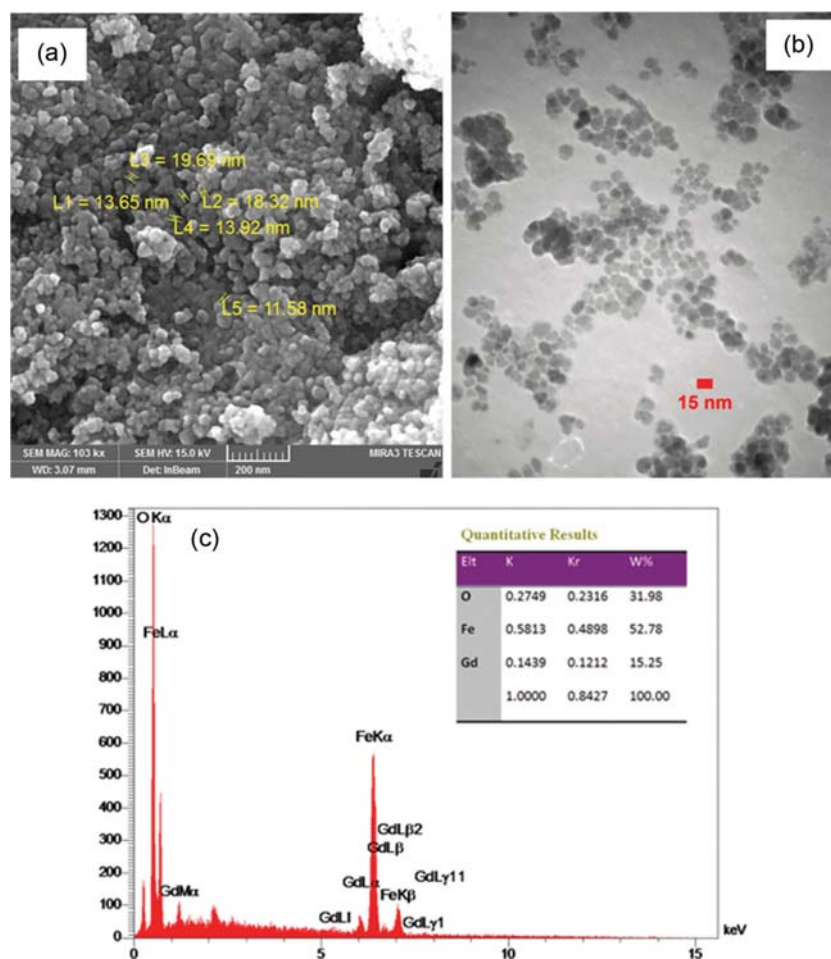 (a)
L3 = 19.69 nm
L1 = 13.65 nm
L2 = 18.32 nm
L4 = 13.92 nm
L5 = 11.58 nm
SEM MAG: 103 kx
SEM HV: 15.0 kV
MIRA3 TESCAN
WD: 3.07 mm
Det: InBeam
200 nm
(b)
15 nm
(c)
1300
1200
1100
1000
900
800
700
600
500
400
300
200
100
0
OKα
FeLα
GdMα
FeKα
GdLβ2
GdLβ
GdLα
GdLγ11
FeKβ
GdLl
GdLγ1
0
5
10
15
keV
Quantitative Results
Elt K Kr W%
O 0.2749 0.2316 31.98
Fe 0.5813 0.4898 52.78
Gd 0.1439 0.1212 15.25
1.0000 0.8427 100.00